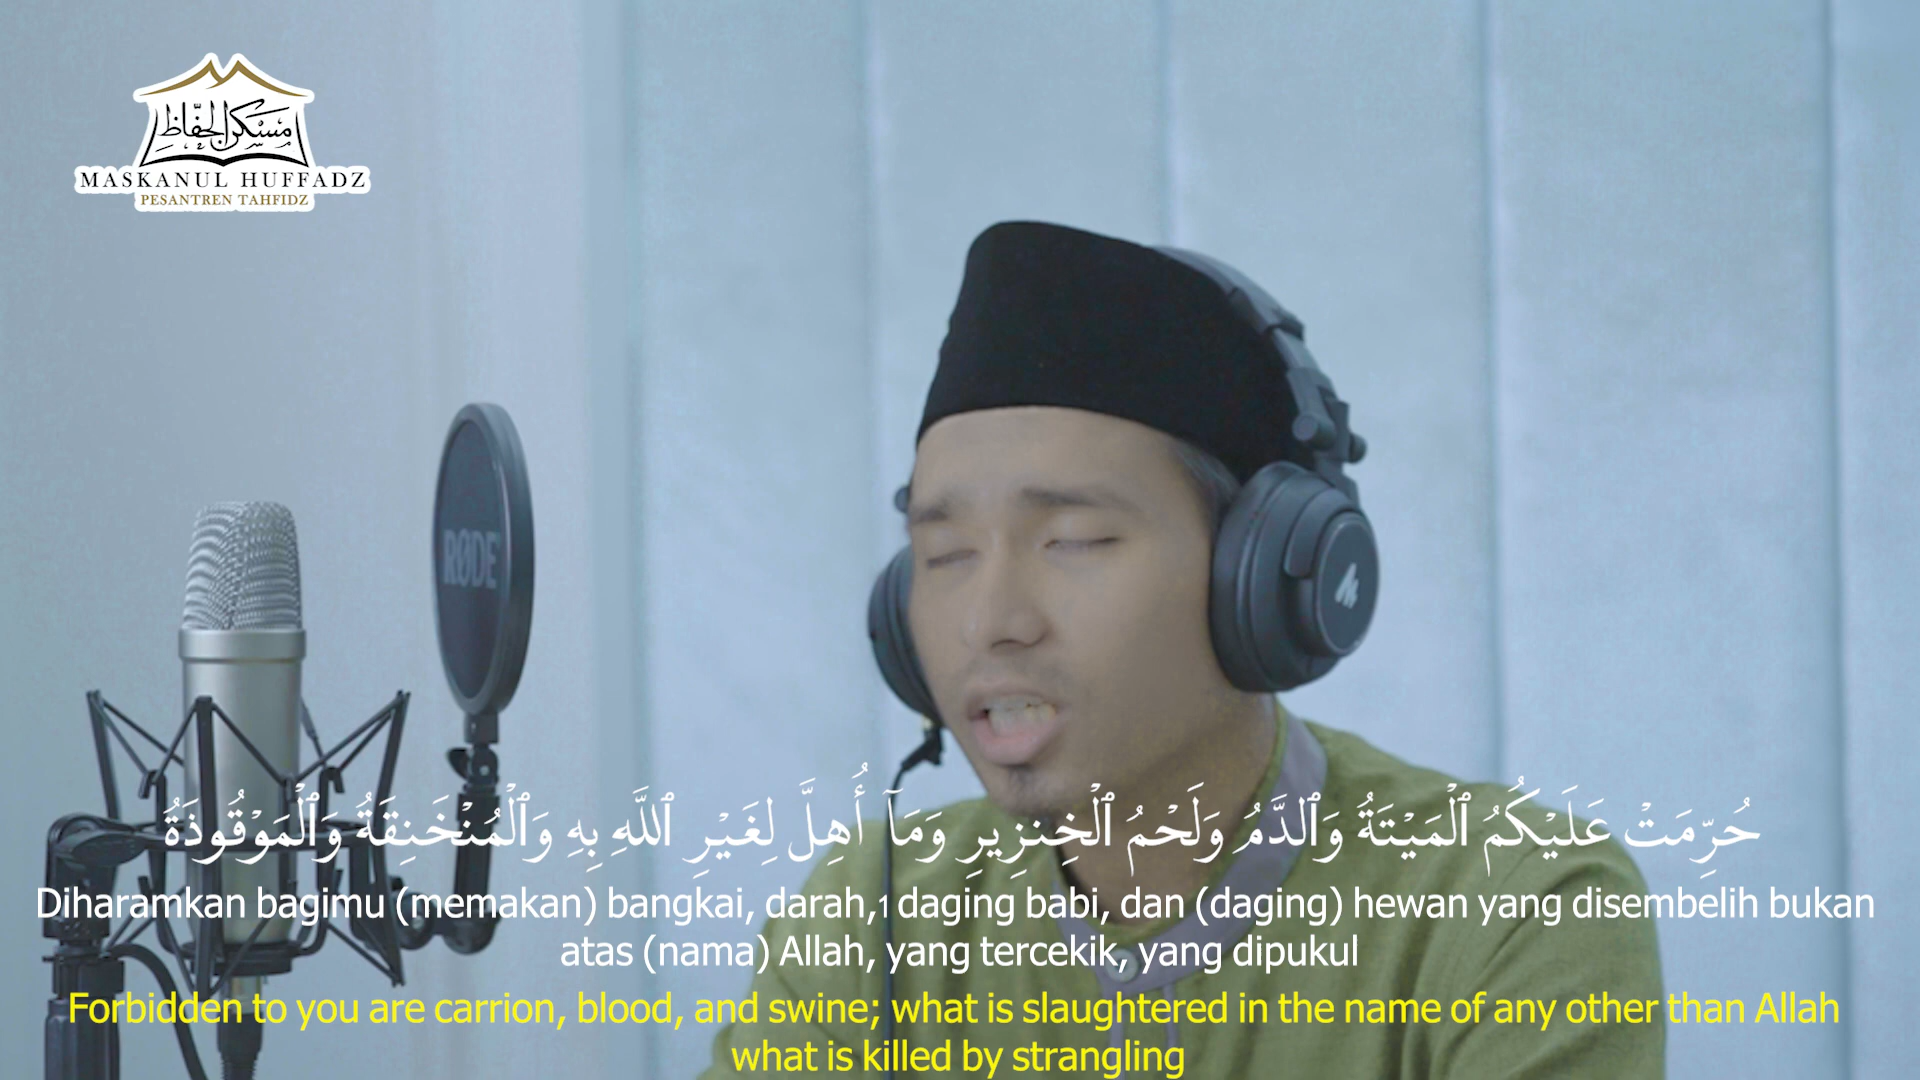 مسكن الحفاظ
MASKANUL HUFFADZ
PESANTREN TAHFIDZ
RØDE
حُرِّمَتْ عَلَيْكُمُ ٱلْمَيْتَةُ وَٱلدَّمُ وَلَحْمُ ٱلْخِنزِيرِ وَمَآ أُهِلَّ لِغَيْرِ ٱللَّهِ بِهِۦ وَٱلْمُنْخَنِقَةُ وَٱلْمَوْقُوذَةُ
Diharamkan bagimu (memakan) bangkai, darah,1 daging babi, dan (daging) hewan yang disembelih bukan
atas (nama) Allah, yang tercekik, yang dipukul
Forbidden to you are carrion, blood, and swine; what is slaughtered in the name of any other than Allah
what is killed by strangling